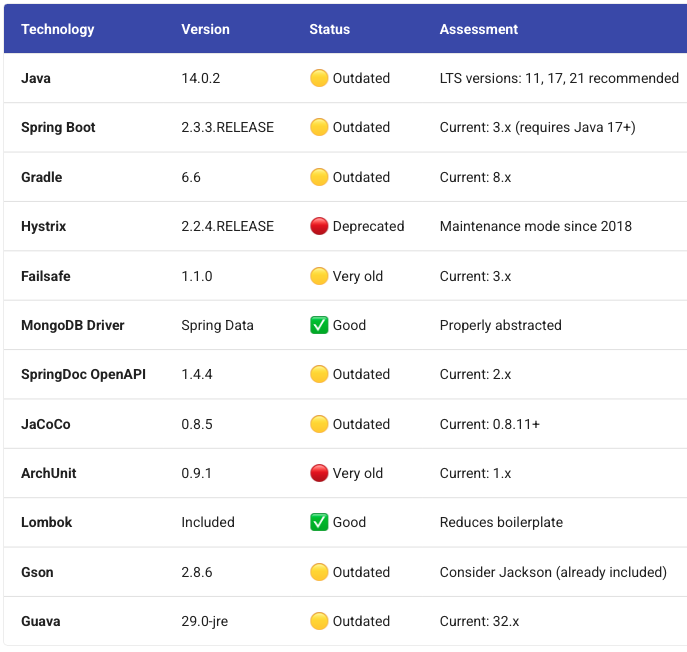 Technology Version Status Assessment
Java 14.0.2 Outdated LTS versions: 11, 17, 21 recommended
Spring Boot 2.3.3.RELEASE Outdated Current: 3.x (requires Java 17+)
Gradle 6.6 Outdated Current: 8.x
Hystrix 2.2.4.RELEASE Deprecated Maintenance mode since 2018
Failsafe 1.1.0 Very old Current: 3.x
MongoDB Driver Spring Data Good Properly abstracted
SpringDoc OpenAPI 1.4.4 Outdated Current: 2.x
JaCoCo 0.8.5 Outdated Current: 0.8.11+
ArchUnit 0.9.1 Very old Current: 1.x
Lombok Included Good Reduces boilerplate
Gson 2.8.6 Outdated Consider Jackson (already included)
Guava 29.0-jre Outdated Current: 32.x